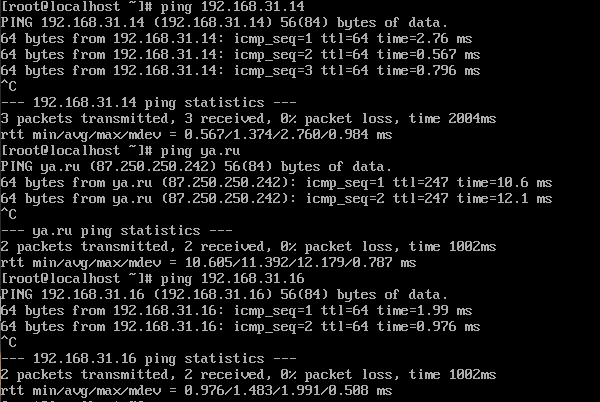 [root@localhost ~]# ping 192.168.31.14
PING 192.168.31.14 (192.168.31.14) 56(84) bytes of data.
64 bytes from 192.168.31.14: icmp_seq=1 ttl=64 time=2.76 ms
64 bytes from 192.168.31.14: icmp_seq=2 ttl=64 time=0.567 ms
64 bytes from 192.168.31.14: icmp_seq=3 ttl=64 time=0.796 ms
^C
--- 192.168.31.14 ping statistics ---
3 packets transmitted, 3 received, 0% packet loss, time 2004ms
rtt min/avg/max/mdev = 0.567/1.374/2.760/0.984 ms
[root@localhost ~]# ping ya.ru
PING ya.ru (87.250.250.242) 56(84) bytes of data.
64 bytes from ya.ru (87.250.250.242): icmp_seq=1 ttl=247 time=10.6 ms
64 bytes from ya.ru (87.250.250.242): icmp_seq=2 ttl=247 time=12.1 ms
^C
--- ya.ru ping statistics ---
2 packets transmitted, 2 received, 0% packet loss, time 1002ms
rtt min/avg/max/mdev = 10.605/11.392/12.179/0.787 ms
[root@localhost ~]# ping 192.168.31.16
PING 192.168.31.16 (192.168.31.16) 56(84) bytes of data.
64 bytes from 192.168.31.16: icmp_seq=1 ttl=64 time=1.99 ms
64 bytes from 192.168.31.16: icmp_seq=2 ttl=64 time=0.976 ms
^C
--- 192.168.31.16 ping statistics ---
2 packets transmitted, 2 received, 0% packet loss, time 1002ms
rtt min/avg/max/mdev = 0.976/1.483/1.991/0.508 ms